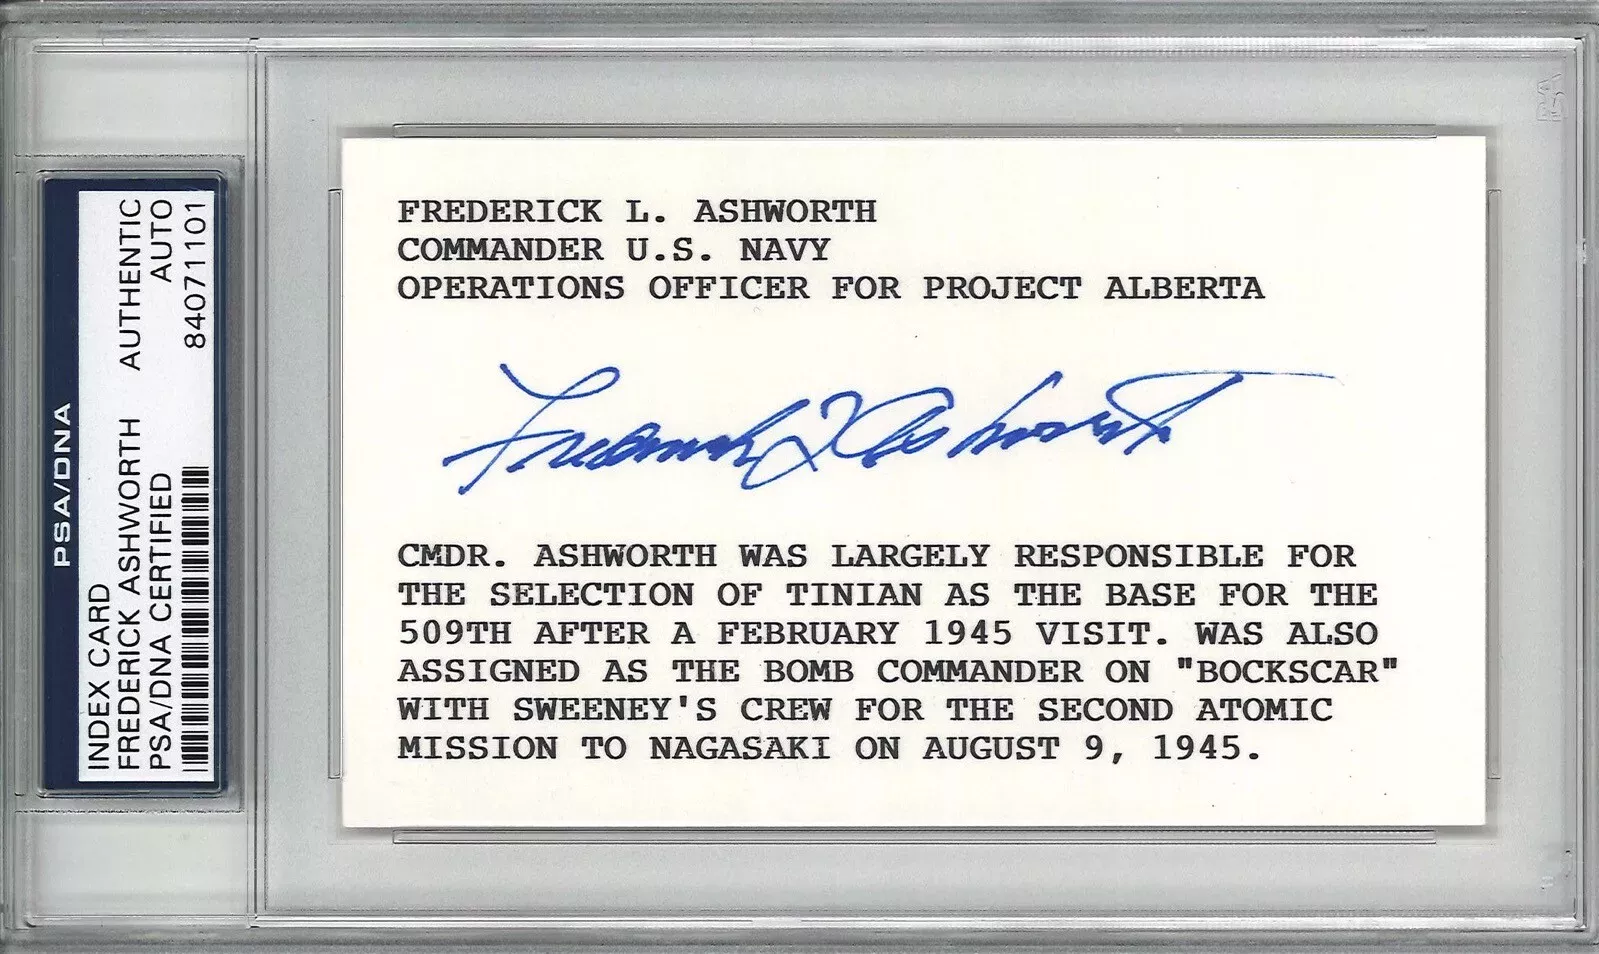 PSA/DNA
INDEX CARD
FREDERICK ASHWORTH AUTHENTIC
PSA/DNA CERTIFIED AUTO
84071101
FREDERICK L. ASHWORTH
COMMANDER U.S. NAVY
OPERATIONS OFFICER FOR PROJECT ALBERTA
Frederick L Ashworth
CMDR. ASHWORTH WAS LARGELY RESPONSIBLE FOR
THE SELECTION OF TINIAN AS THE BASE FOR THE
509TH AFTER A FEBRUARY 1945 VISIT. WAS ALSO
ASSIGNED AS THE BOMB COMMANDER ON "BOCKSCAR"
WITH SWEENEY'S CREW FOR THE SECOND ATOMIC
MISSION TO NAGASAKI ON AUGUST 9, 1945.